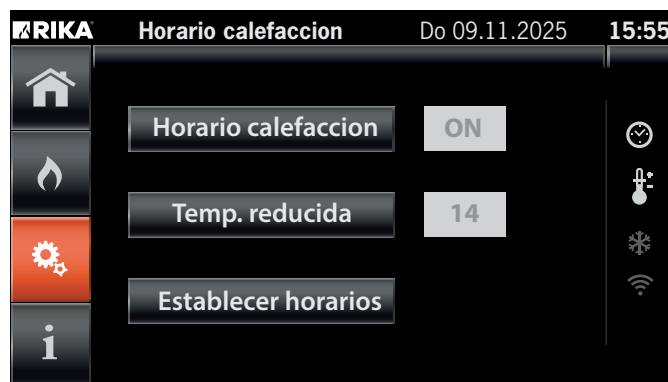 RIKA Horario calefaccion Do 09.11.2025 15:55
Horario calefaccion ON
Temp. reducida 14
Establecer horarios
i